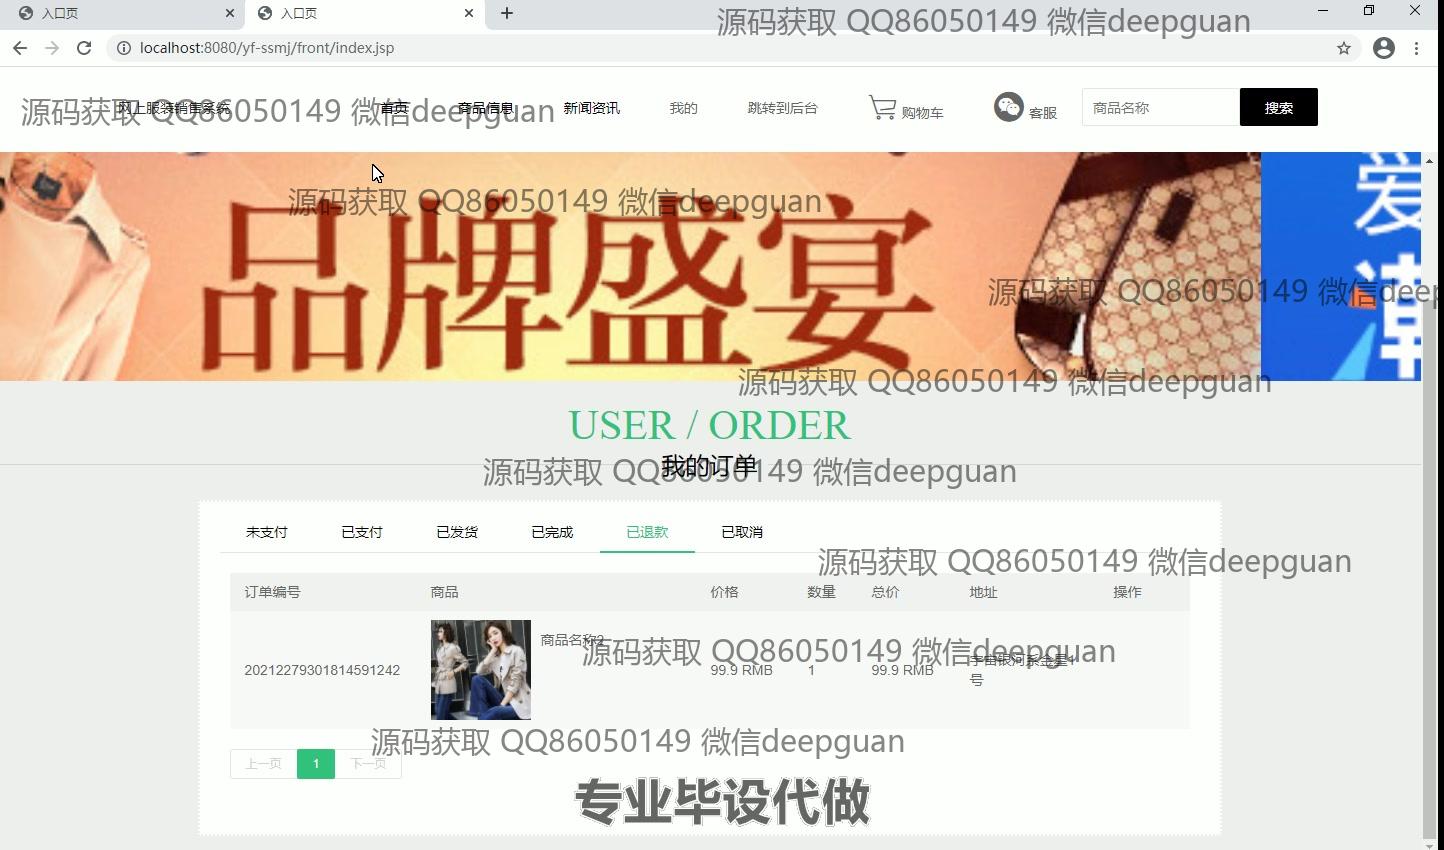 入口页
入口页
源码获取 QQ86050149 微信deepguan
localhost:8080/yf-ssmj/front/index.jsp
源码获取 QQ86050149 微信deepguan
网上服装销售系统 首页 商品信息 新闻资讯 我的 跳转到后台 购物车 客服 商品名称 搜索
源码获取 QQ86050149 微信deepguan
品牌盛宴
爱
潮
源码获取 QQ86050149 微信deep
源码获取 QQ86050149 微信deepguan
USER / ORDER
我的订单
源码获取 QQ86050149 微信deepguan
未支付 已支付 已发货 已完成 已退款 已取消
源码获取 QQ86050149 微信deepguan
订单编号 商品 价格 数量 总价 地址 操作
商品名称2
源码获取 QQ86050149 微信deepguan
20212279301814591242 99.9 RMB 1 99.9 RMB 宇宙银河系金星1号
源码获取 QQ86050149 微信deepguan
上一页 1 下一页
专业毕设代做